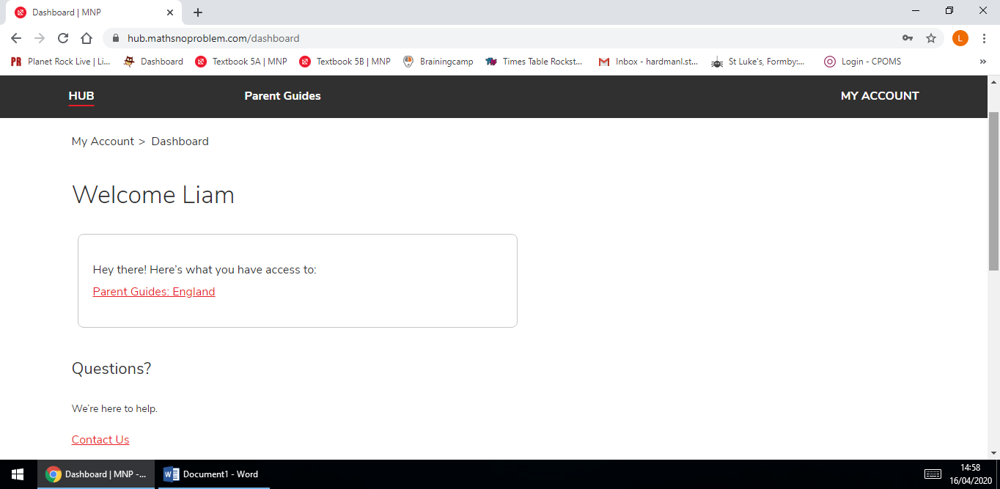 Dashboard | MNP
hub.mathsnoproblem.com/dashboard
L
PR Planet Rock Live | Li... Dashboard Textbook 5A | MNP Textbook 5B | MNP Brainingcamp Times Table Rockst... Inbox - hardmanl.st... St Luke's, Formby:... Login - CPOMS »
HUB Parent Guides MY ACCOUNT
My Account > Dashboard
Welcome Liam
Hey there! Here's what you have access to:
Parent Guides: England
Questions?
We're here to help.
Contact Us
Dashboard | MNP -... Document1 - Word
14:58
16/04/2020